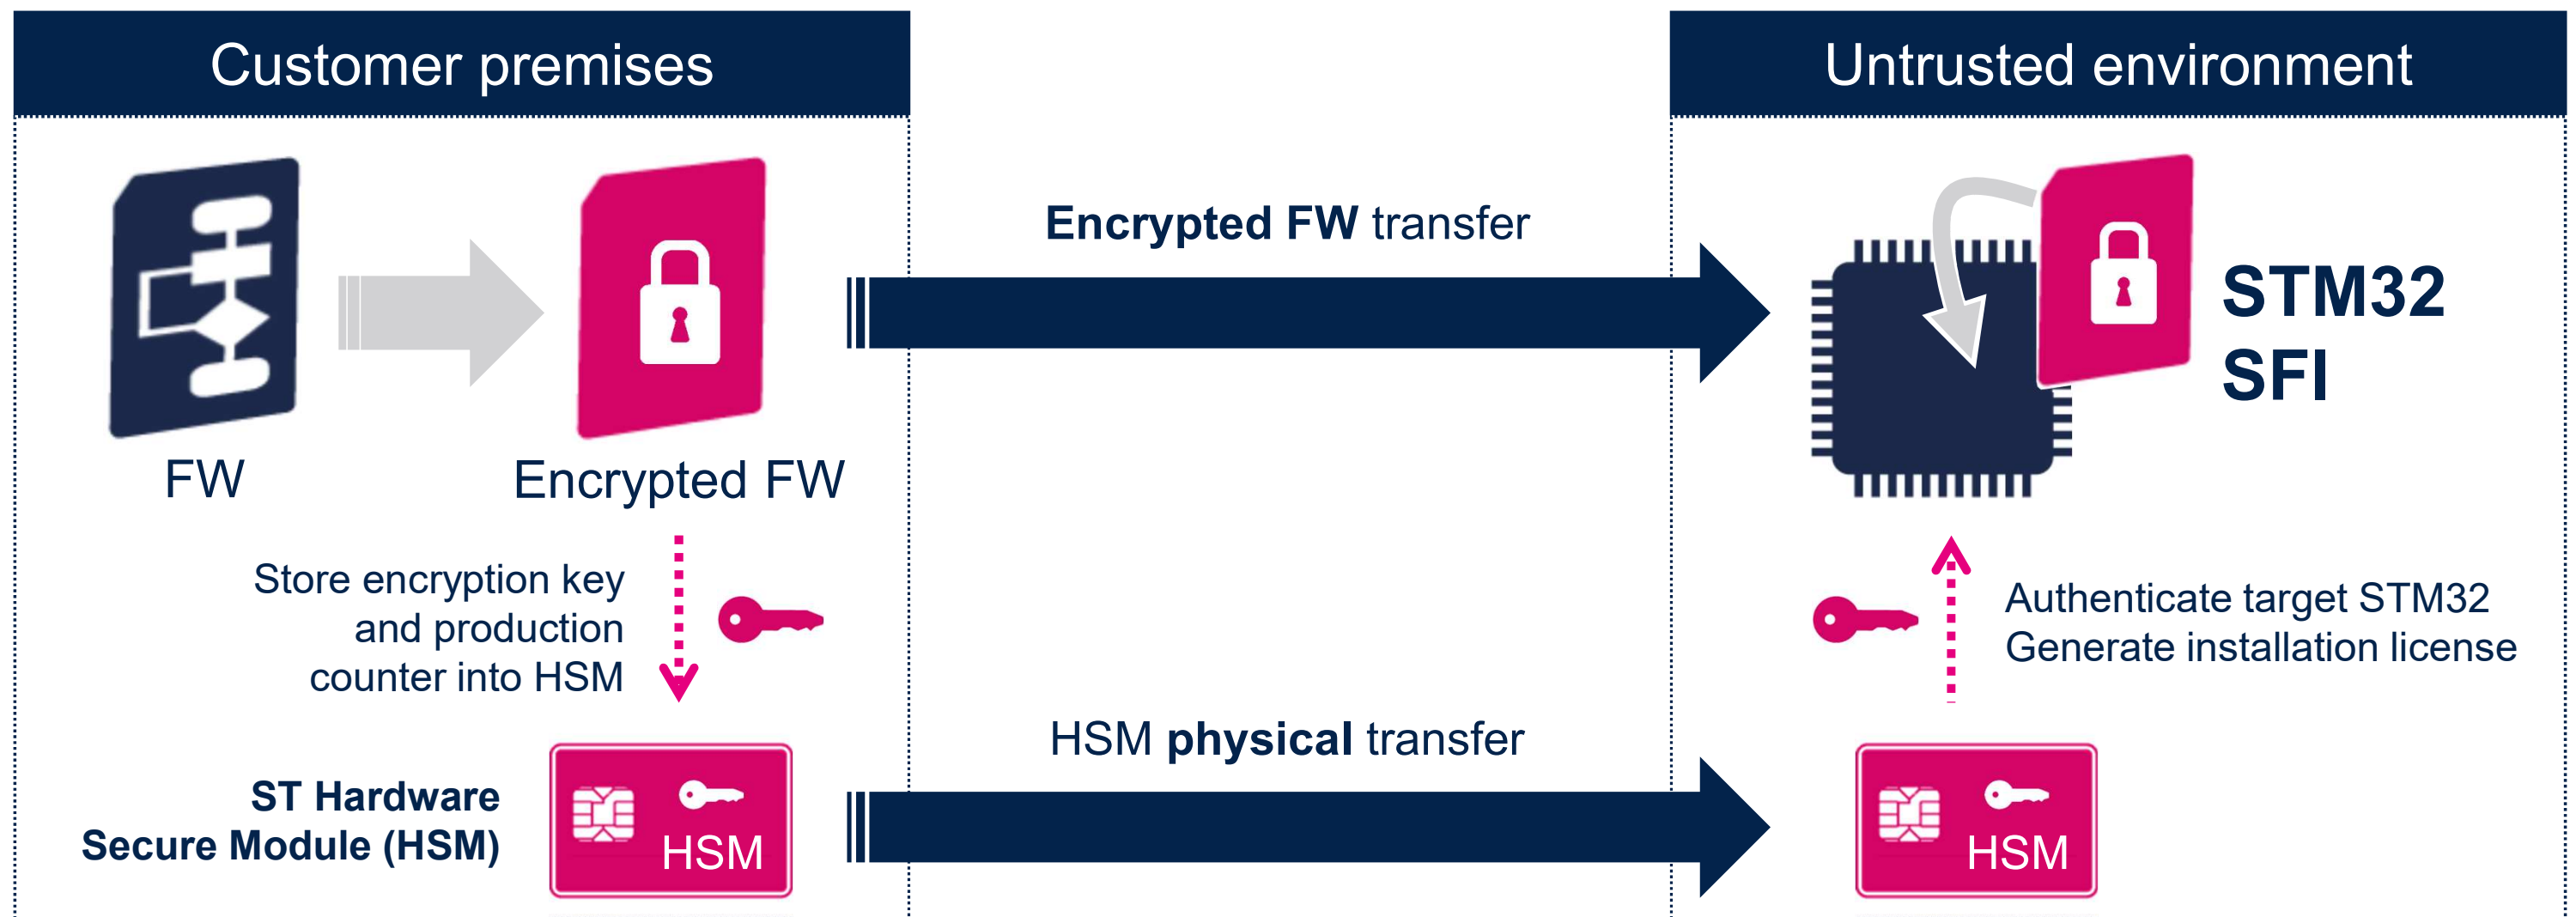 Customer premises
Untrusted environment
Encrypted FW transfer
STM32
SFI
FW
Encrypted FW
Store encryption key
and production
counter into HSM
Authenticate target STM32
Generate installation license
HSM physical transfer
ST Hardware
Secure Module (HSM)
HSM
HSM